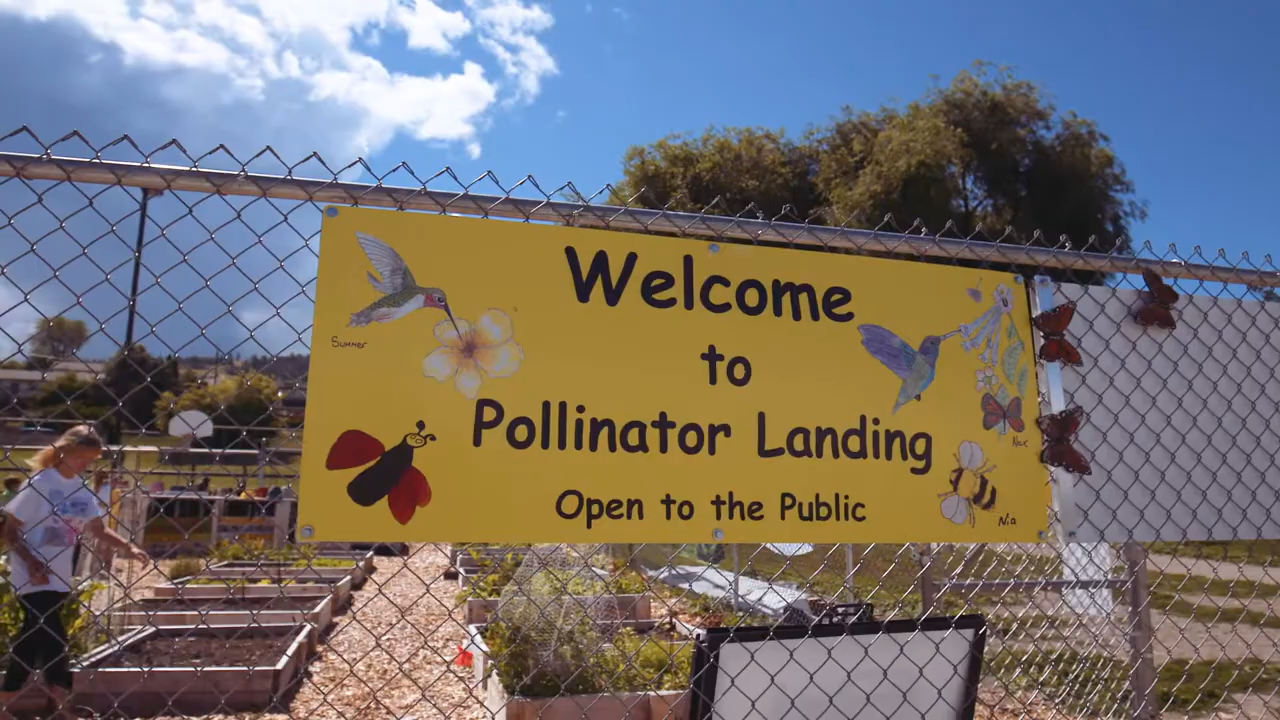 Welcome
to
Pollinator Landing
Open to the Public
Summer
Nia